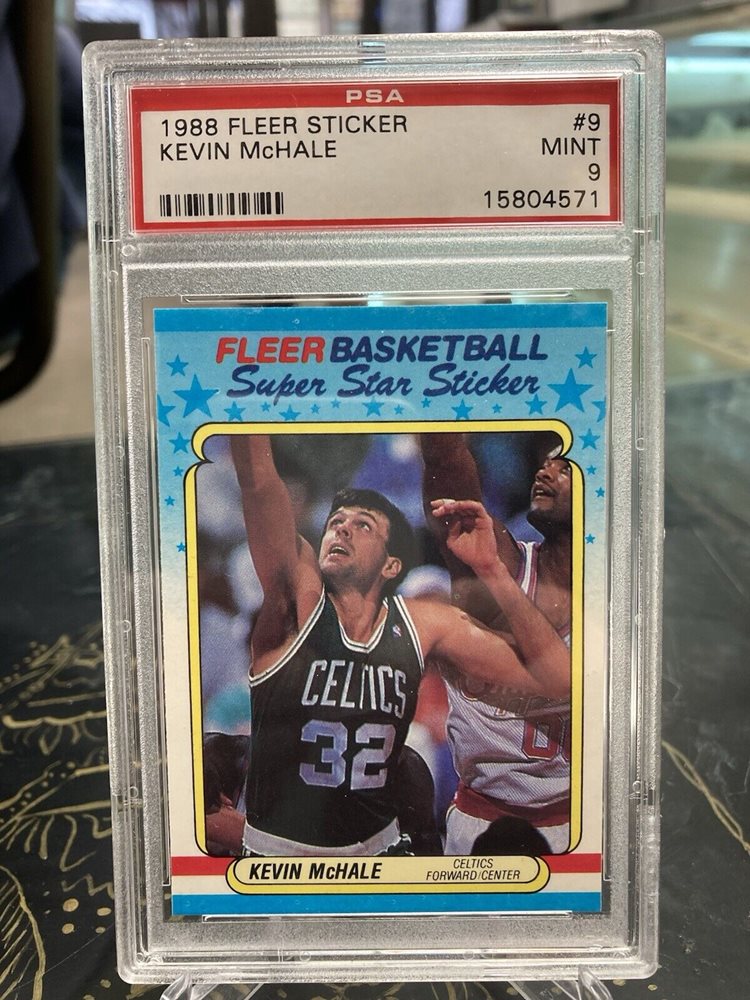 PSA
1988 FLEER STICKER #9
KEVIN McHALE MINT
9
15804571
FLEER BASKETBALL
Super Star Sticker
CELTICS
32
KEVIN McHALE
CELTICS
FORWARD/CENTER